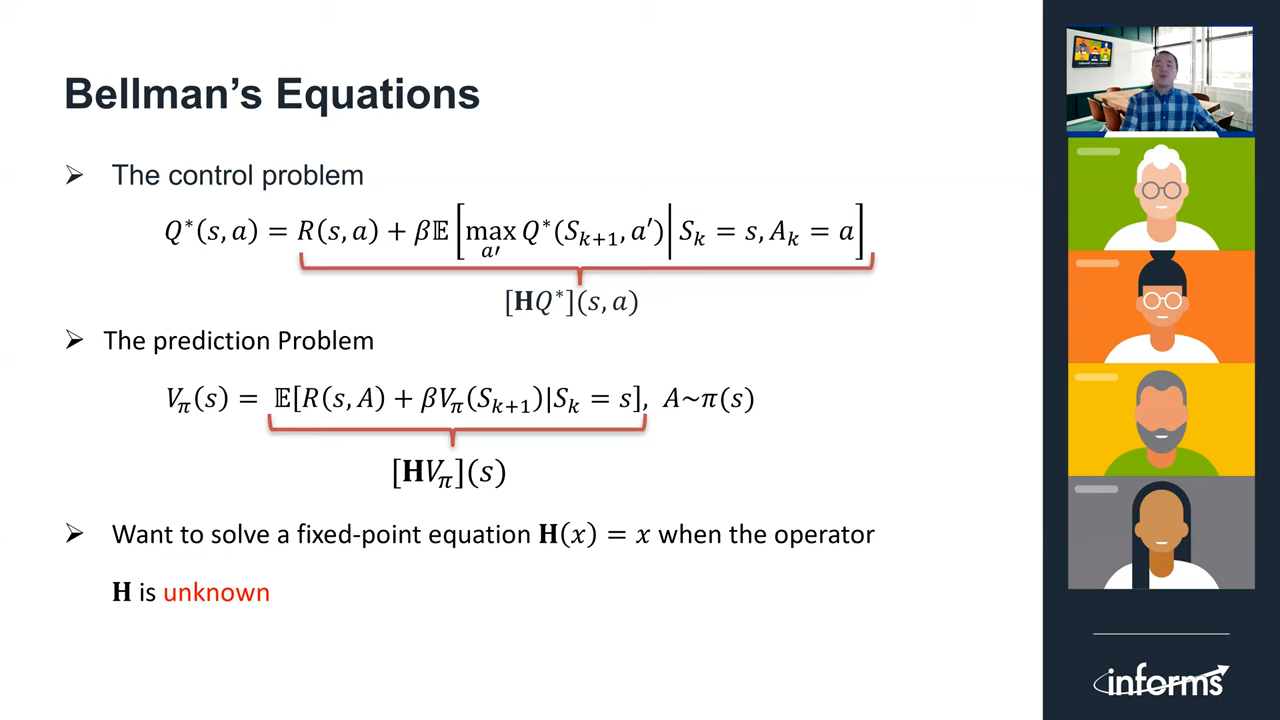 Bellman's Equations
➢ The control problem
Q*(s, a) = R(s, a) + β𝔼 [max_{a′} Q*(S_{k+1}, a′) | S_k = s, A_k = a]
[𝐇Q*](s, a)
➢ The prediction Problem
V_π(s) = 𝔼[R(s, A) + βV_π(S_{k+1})|S_k = s], A~π(s)
[𝐇V_π](s)
➢ Want to solve a fixed-point equation 𝐇(x) = x when the operator
𝐇 is unknown
informs